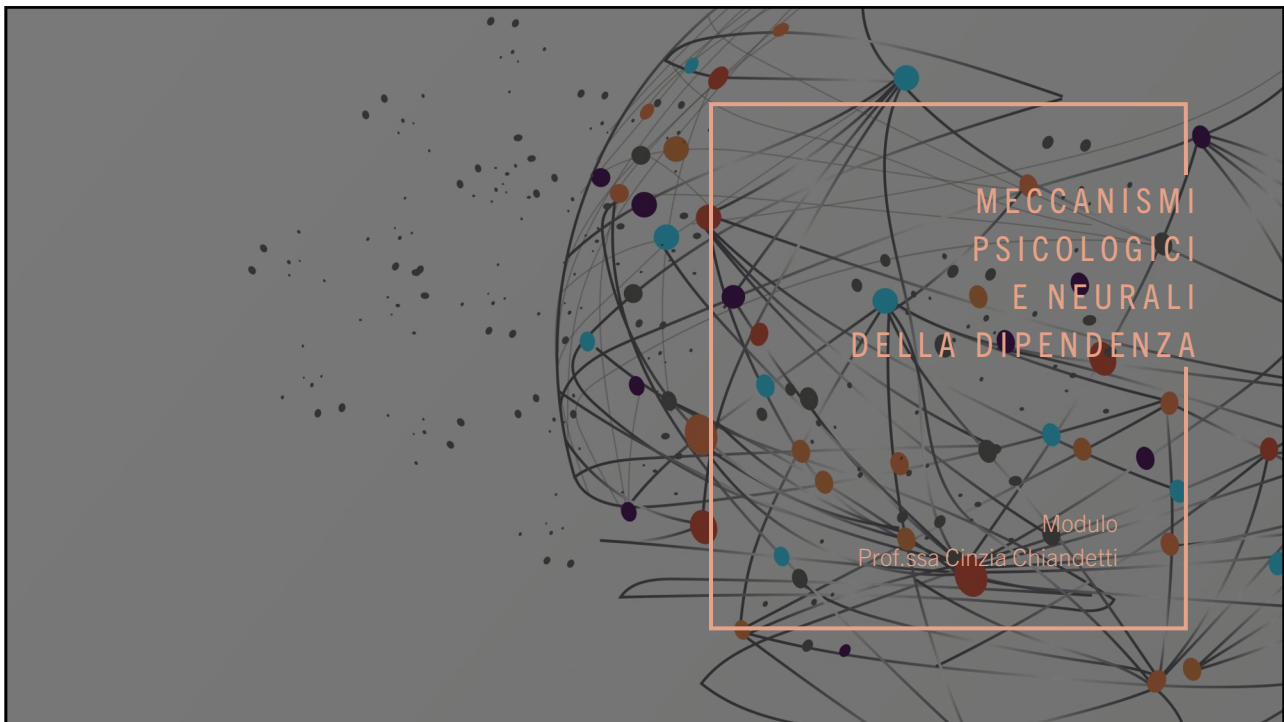 MECCANISMI
PSICOLOGICI
E NEURALI
DELLA DIPENDENZA
Modulo
Prof.ssa Cinzia Chiandetti